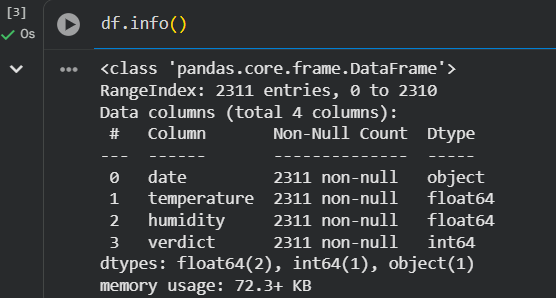 [3]
0s
df.info()
<class 'pandas.core.frame.DataFrame'>
RangeIndex: 2311 entries, 0 to 2310
Data columns (total 4 columns):
 #   Column       Non-Null Count  Dtype
---  ------       --------------  -----
 0   date         2311 non-null   object
 1   temperature  2311 non-null   float64
 2   humidity     2311 non-null   float64
 3   verdict      2311 non-null   int64
dtypes: float64(2), int64(1), object(1)
memory usage: 72.3+ KB